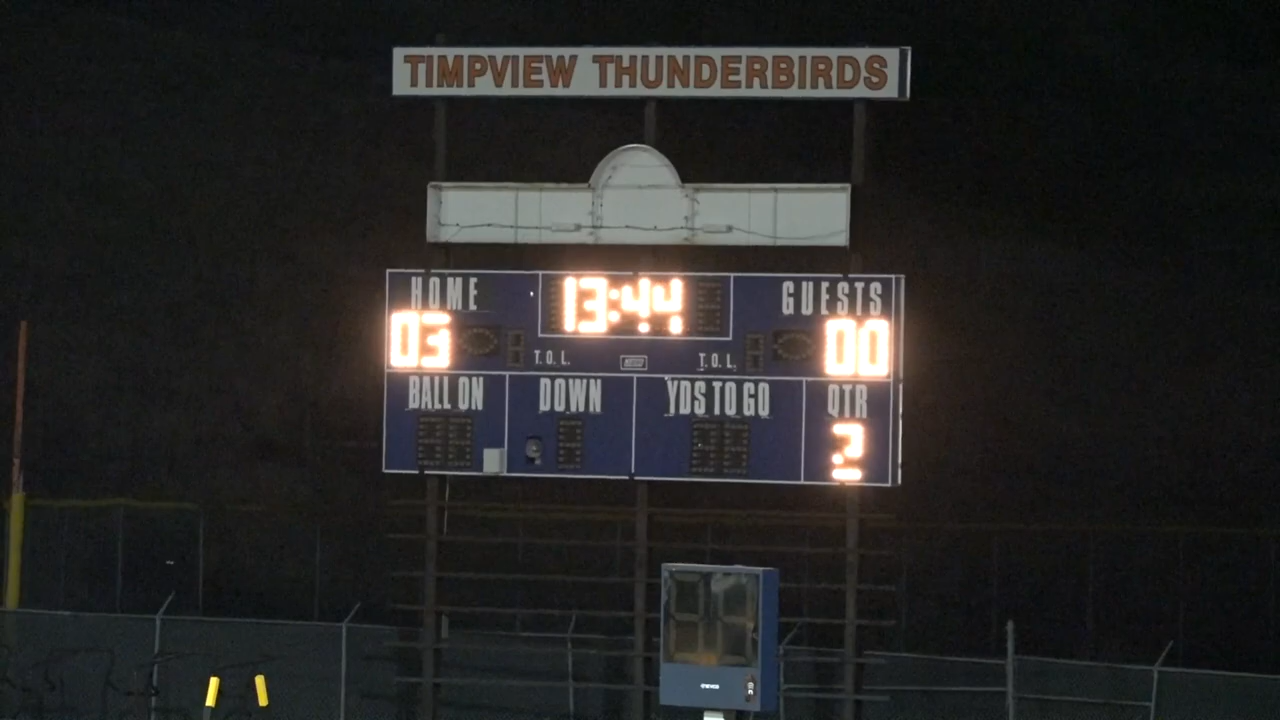 TIMPVIEW THUNDERBIRDS
HOME 13:44 GUESTS
03 T.O.L. T.O.L. 00
BALL ON DOWN YDS TO GO QTR
2